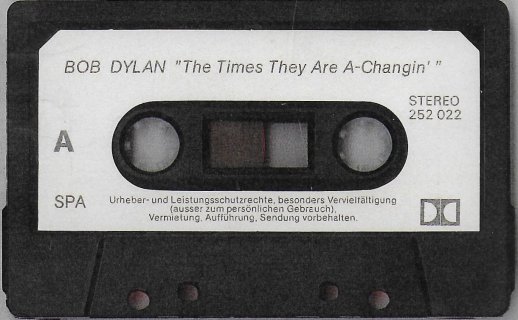 BOB DYLAN "The Times They Are A-Changin' "
STEREO
252 022
A
SPA
Urheber- und Leistungsschutzrechte, besonders Vervielfältigung
(ausser zum persönlichen Gebrauch),
Vermietung, Aufführung, Sendung vorbehalten.